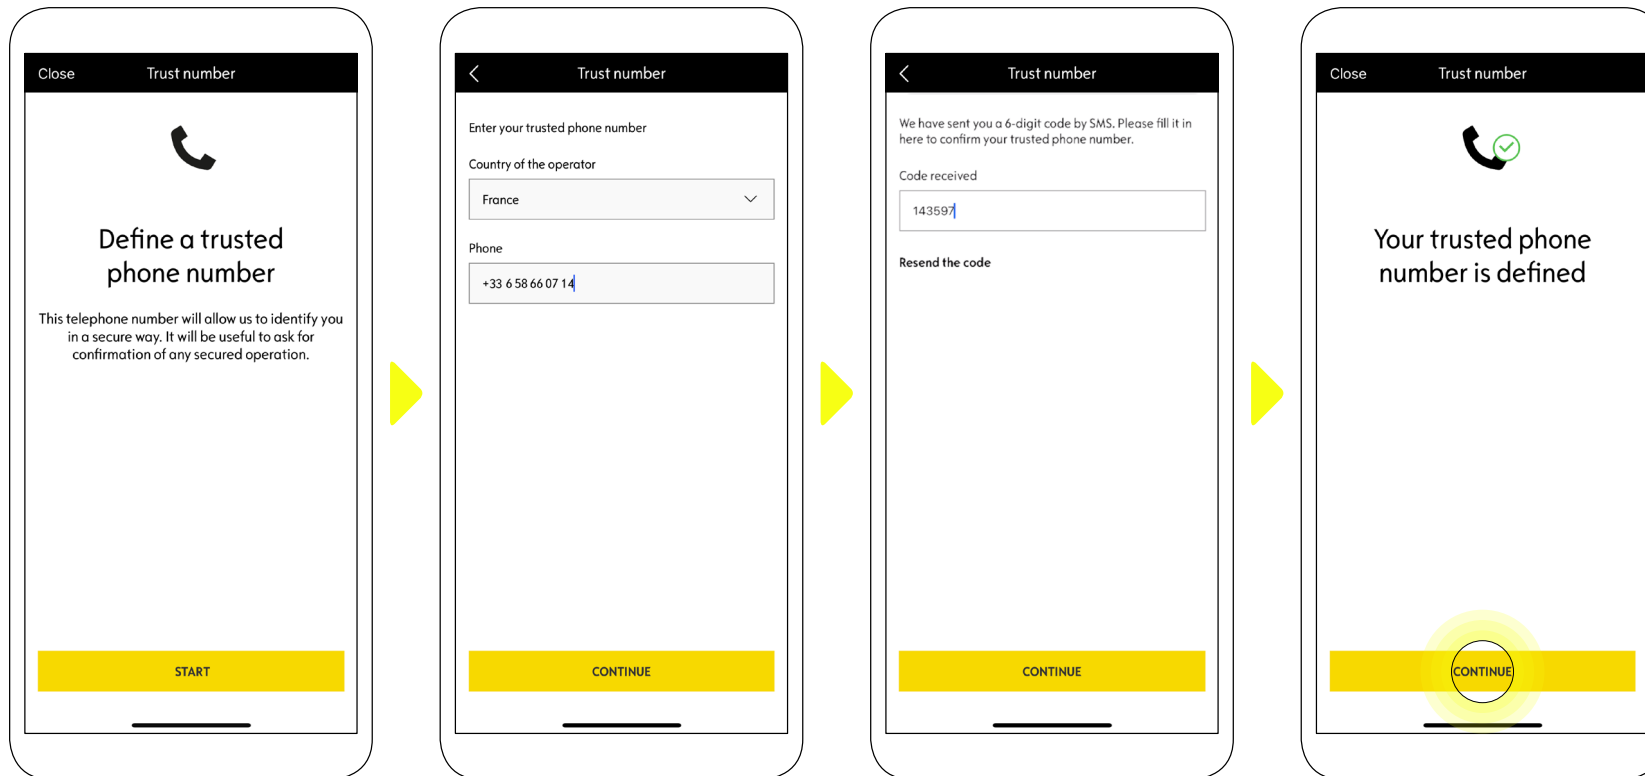 Close
Trust number
Define a trusted
phone number
This telephone number will allow us to identify you
in a secure way. It will be useful to ask for
confirmation of any secured operation.
START
Trust number
Enter your trusted phone number
Country of the operator
France
Phone
+33 6 58 66 07 14
CONTINUE
Trust number
We have sent you a 6-digit code by SMS. Please fill it in
here to confirm your trusted phone number.
Code received
143597
Resend the code
CONTINUE
Close
Trust number
Your trusted phone
number is defined
CONTINUE